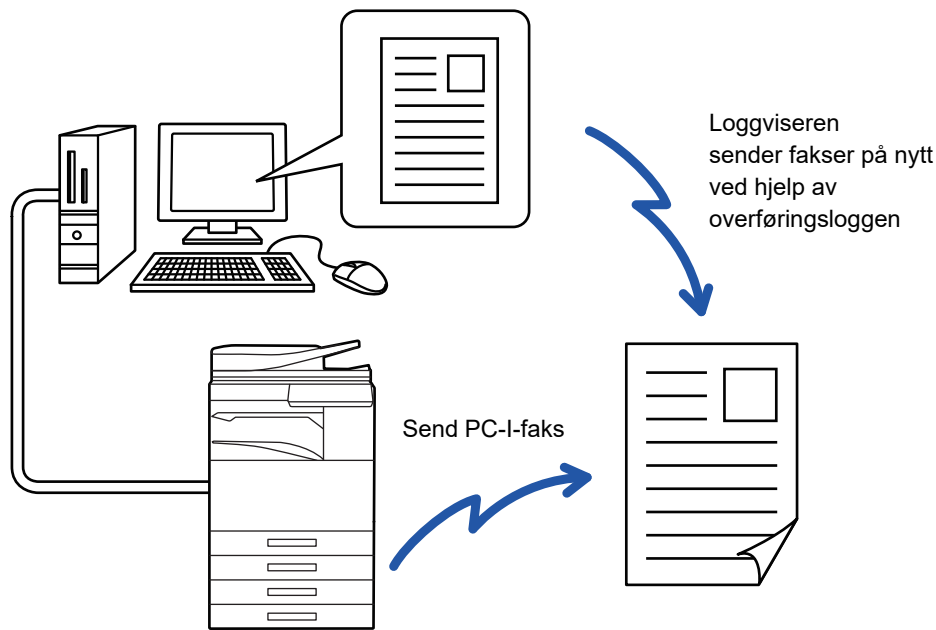 Loggviseren
sender fakser på nytt
ved hjelp av
overføringsloggen
Send PC-I-faks